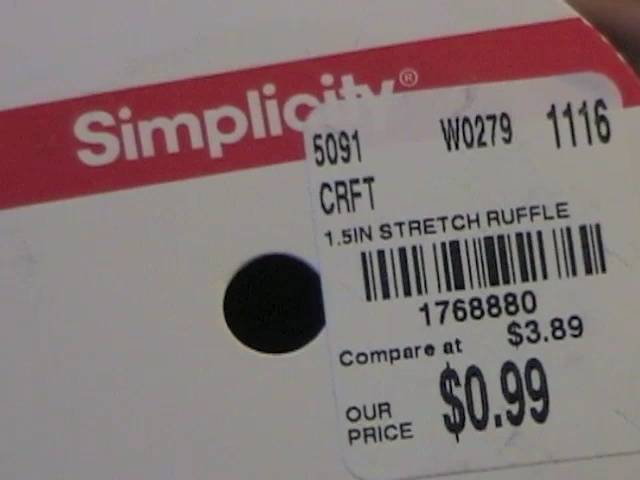 Simplicity®
5091 W0279 1116
CRFT
1.5IN STRETCH RUFFLE
1768880
Compare at $3.89
OUR PRICE $0.99